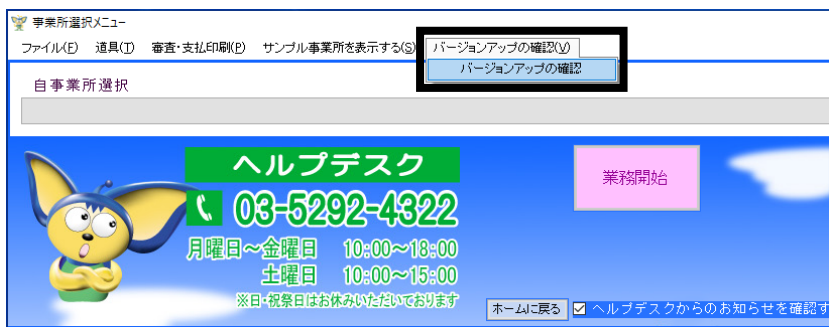 事業所選択メニュー
ファイル(F) 道具(T) 審査・支払印刷(P) サンプル事業所を表示する(S) バージョンアップの確認(V)
バージョンアップの確認
自事業所選択
ヘルプデスク
03-5292-4322
月曜日～金曜日 10:00～18:00
土曜日 10:00～15:00
※日・祝祭日はお休みいただいております
業務開始
ホームに戻る ヘルプデスクからのお知らせを確認す